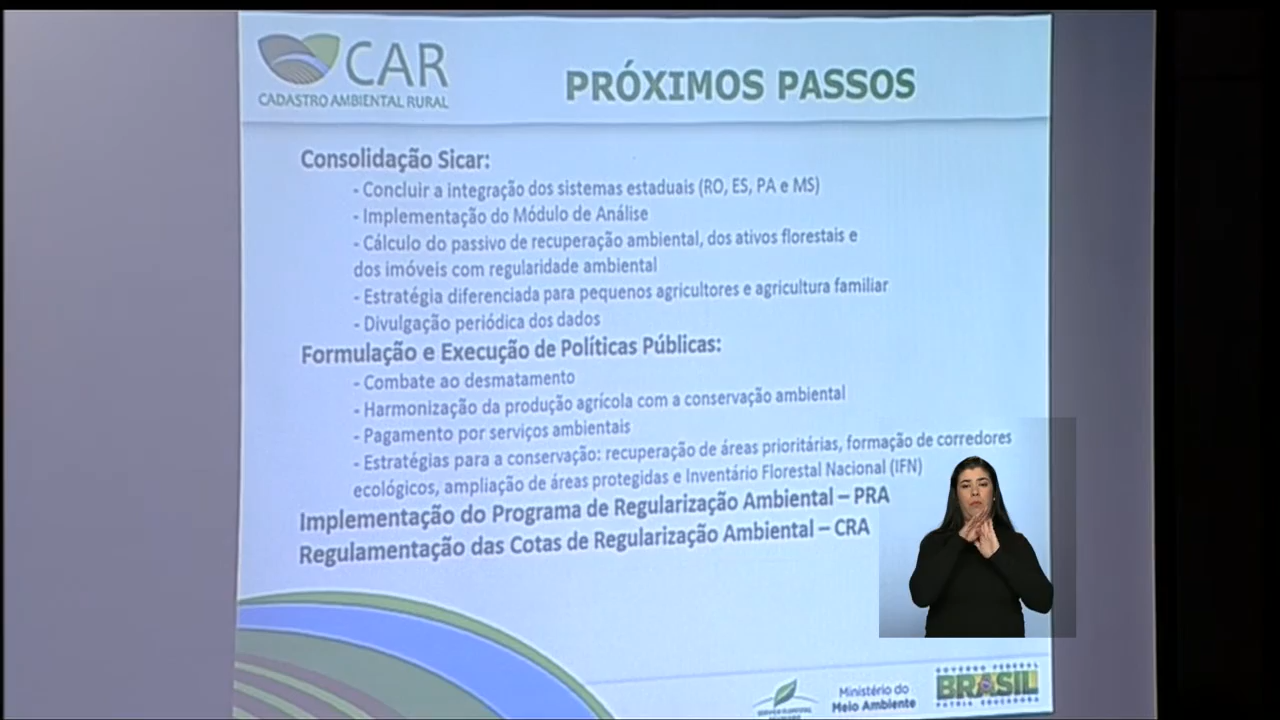 CAR
CADASTRO AMBIENTAL RURAL
PRÓXIMOS PASSOS
Consolidação Sicar:
- Concluir a integração dos sistemas estaduais (RO, ES, PA e MS)
- Implementação do Módulo de Análise
- Cálculo do passivo de recuperação ambiental, dos ativos florestais e
dos imóveis com regularidade ambiental
- Estratégia diferenciada para pequenos agricultores e agricultura familiar
- Divulgação periódica dos dados
Formulação e Execução de Políticas Públicas:
- Combate ao desmatamento
- Harmonização da produção agrícola com a conservação ambiental
- Pagamento por serviços ambientais
- Estratégias para a conservação: recuperação de áreas prioritárias, formação de corredores
ecológicos, ampliação de áreas protegidas e Inventário Florestal Nacional (IFN)
Implementação do Programa de Regularização Ambiental – PRA
Regulamentação das Cotas de Regularização Ambiental – CRA
Ministério do
Meio Ambiente
GOVERNO FEDERAL
BRASIL
PÁTRIA EDUCADORA